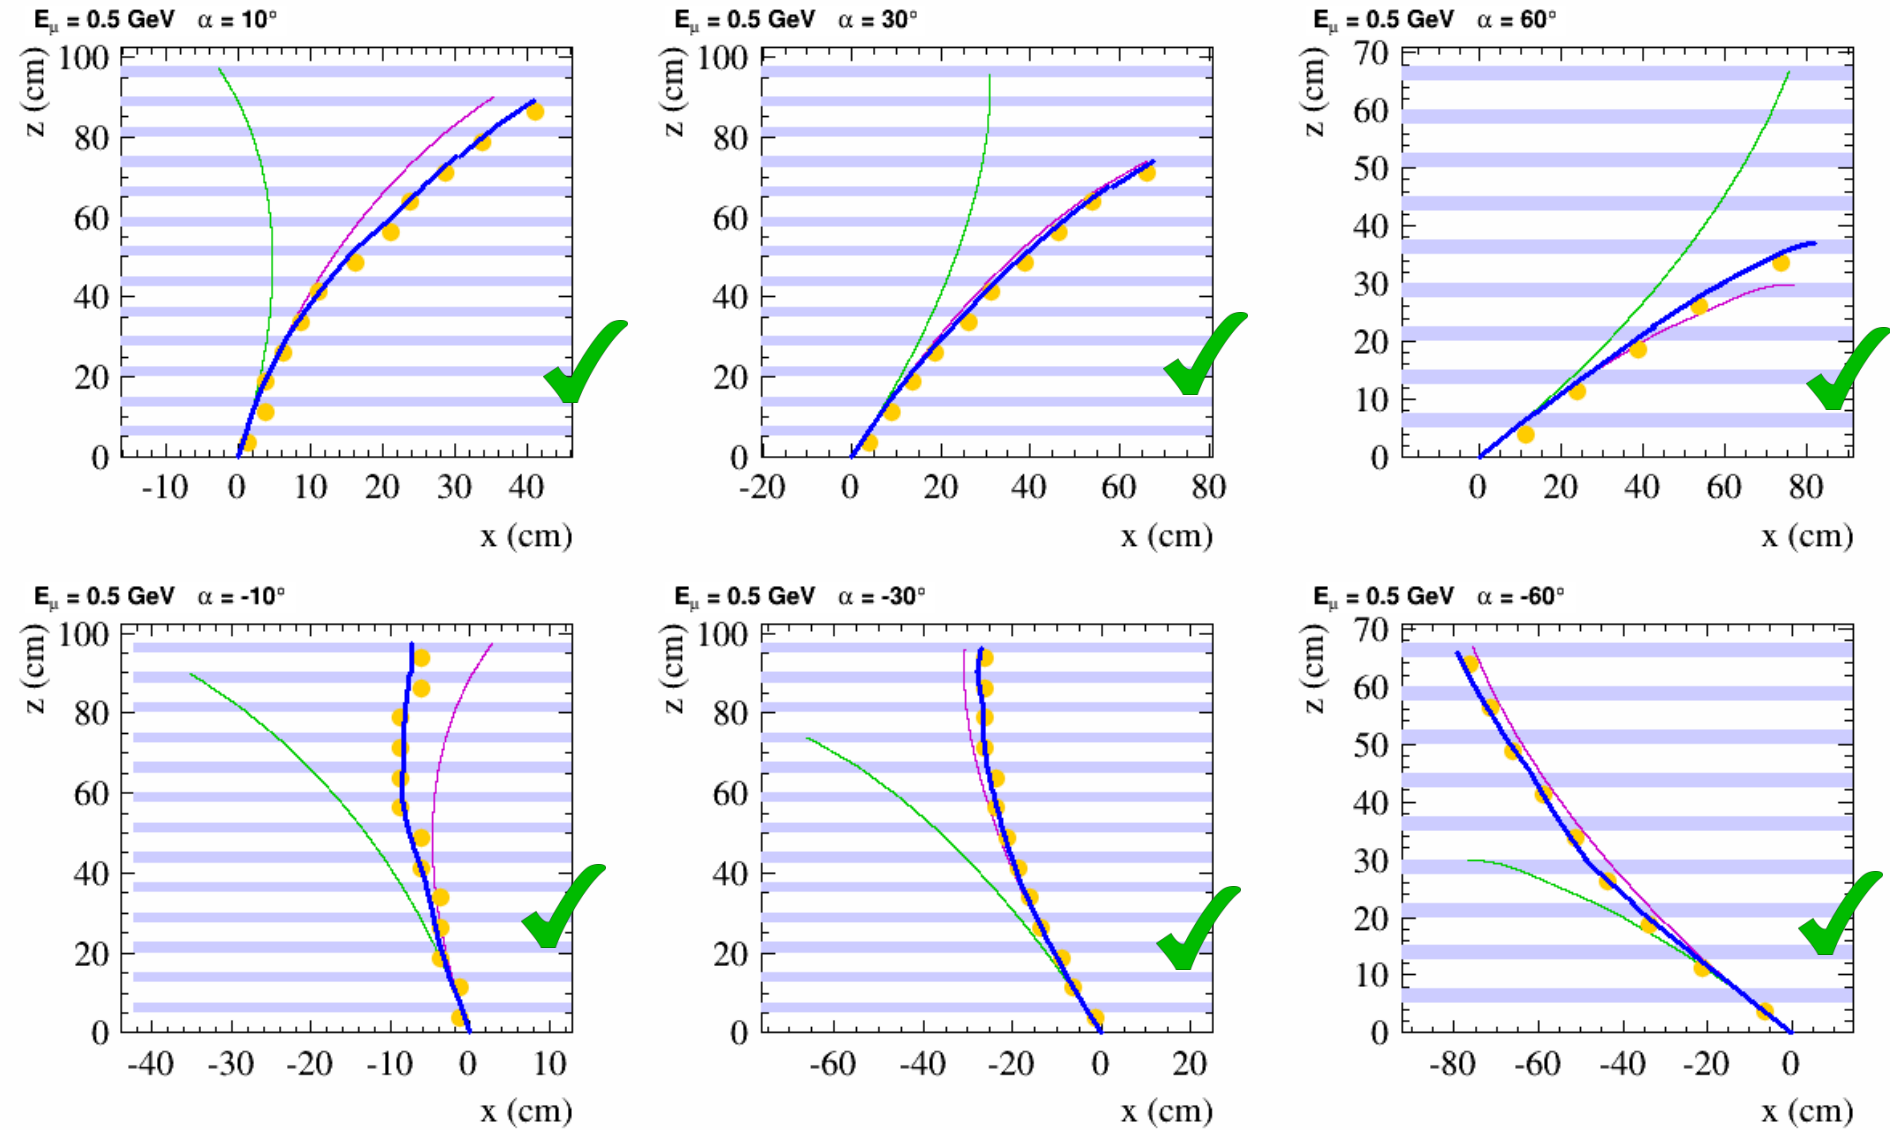 E_μ = 0.5 GeV α = 10°
z (cm)
100
80
60
40
20
0
-10 0 10 20 30 40
x (cm)
E_μ = 0.5 GeV α = 30°
z (cm)
100
80
60
40
20
0
-20 0 20 40 60 80
x (cm)
E_μ = 0.5 GeV α = 60°
z (cm)
70
60
50
40
30
20
10
0
0 20 40 60 80
x (cm)
E_μ = 0.5 GeV α = -10°
z (cm)
100
80
60
40
20
0
-40 -30 -20 -10 0 10
x (cm)
E_μ = 0.5 GeV α = -30°
z (cm)
100
80
60
40
20
0
-60 -40 -20 0 20
x (cm)
E_μ = 0.5 GeV α = -60°
z (cm)
70
60
50
40
30
20
10
0
-80 -60 -40 -20 0
x (cm)